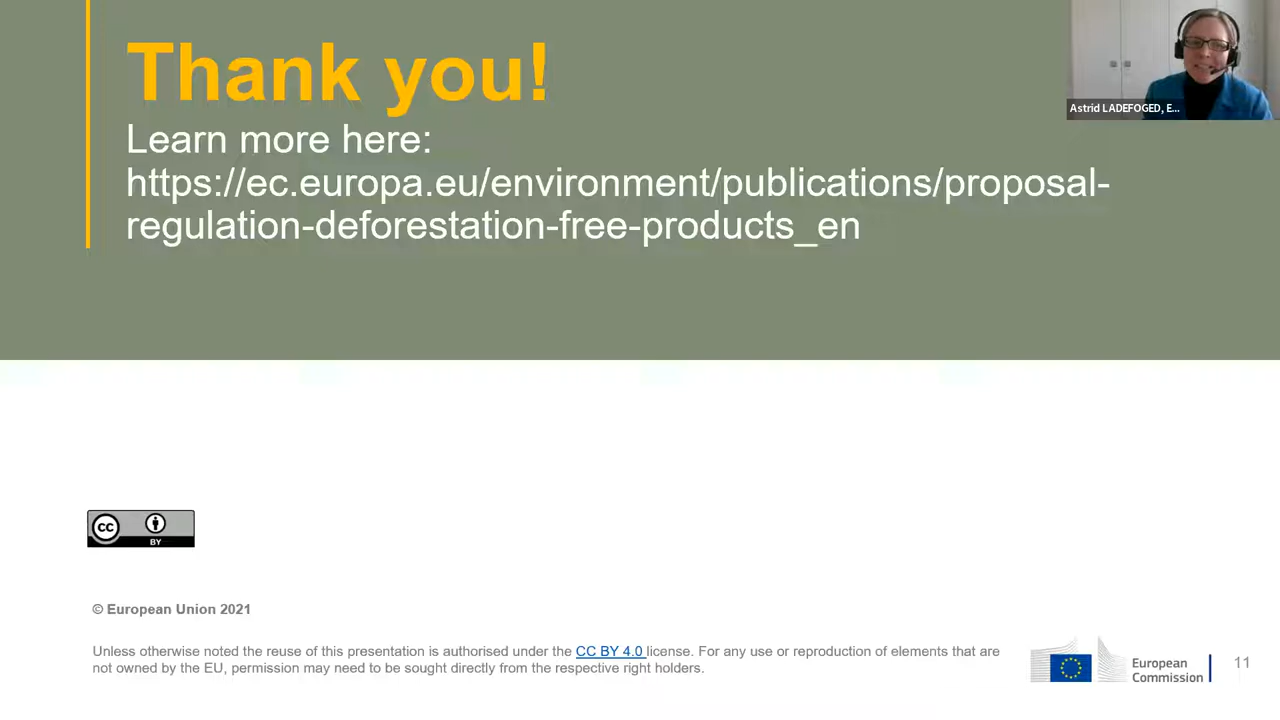 Thank you!
Learn more here:
https://ec.europa.eu/environment/publications/proposal-
regulation-deforestation-free-products_en
Astrid LADEFOGED, E...
cc
BY
© European Union 2021
Unless otherwise noted the reuse of this presentation is authorised under the CC BY 4.0 license. For any use or reproduction of elements that are
not owned by the EU, permission may need to be sought directly from the respective right holders.
European
Commission
11